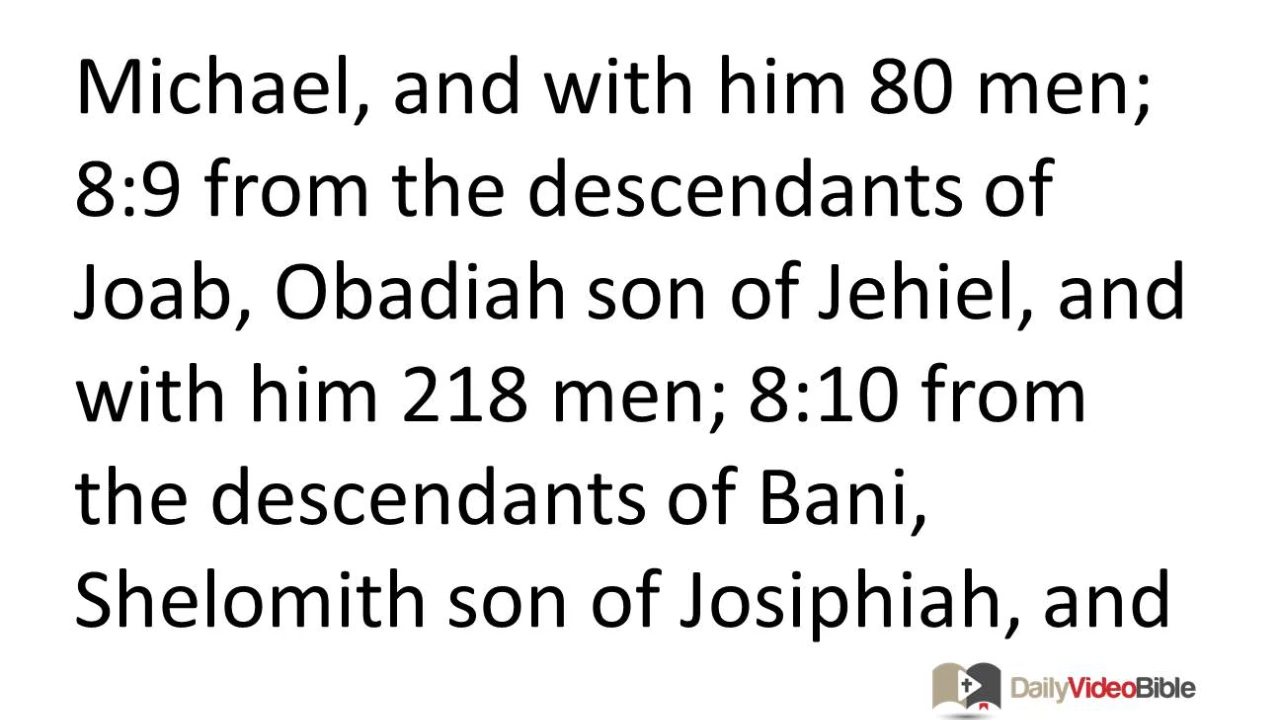 Michael, and with him 80 men;
8:9 from the descendants of
Joab, Obadiah son of Jehiel, and
with him 218 men; 8:10 from
the descendants of Bani,
Shelomith son of Josiphiah, and
DailyVideoBible